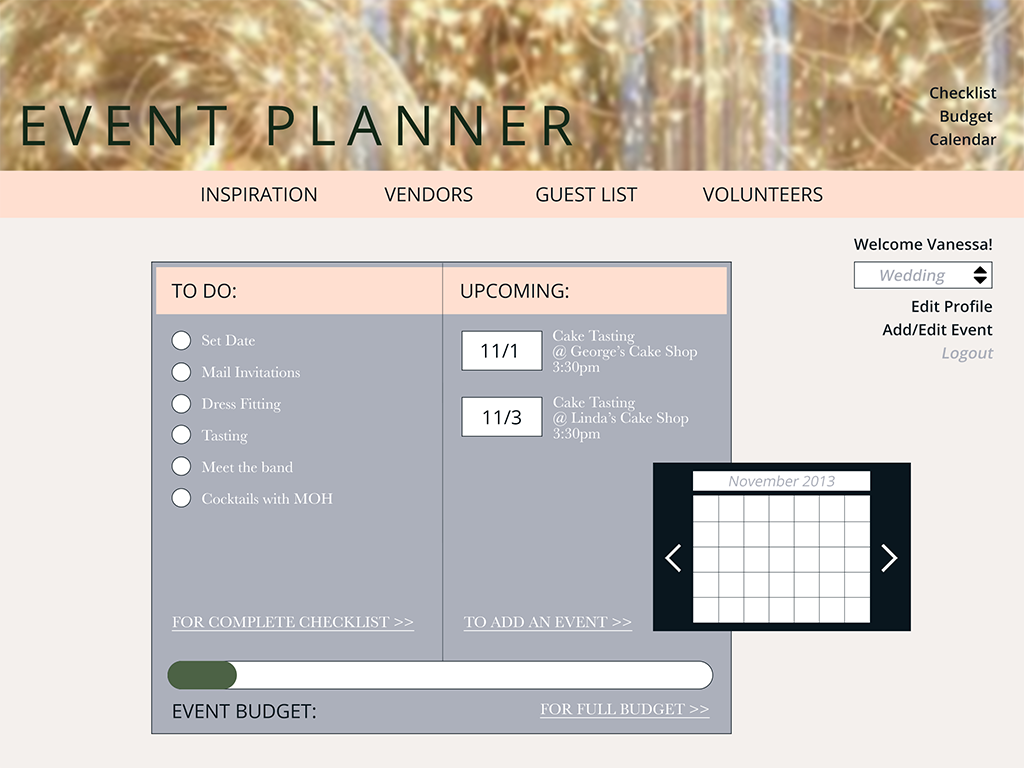 EVENT PLANNER
Checklist
Budget
Calendar
INSPIRATION
VENDORS
GUEST LIST
VOLUNTEERS
Welcome Vanessa!
Wedding
Edit Profile
Add/Edit Event
Logout
TO DO:
Set Date
Mail Invitations
Dress Fitting
Tasting
Meet the band
Cocktails with MOH
FOR COMPLETE CHECKLIST >>
UPCOMING:
11/1
Cake Tasting
@ George’s Cake Shop
3:30pm
11/3
Cake Tasting
@ Linda’s Cake Shop
3:30pm
TO ADD AN EVENT >>
November 2013
EVENT BUDGET:
FOR FULL BUDGET >>